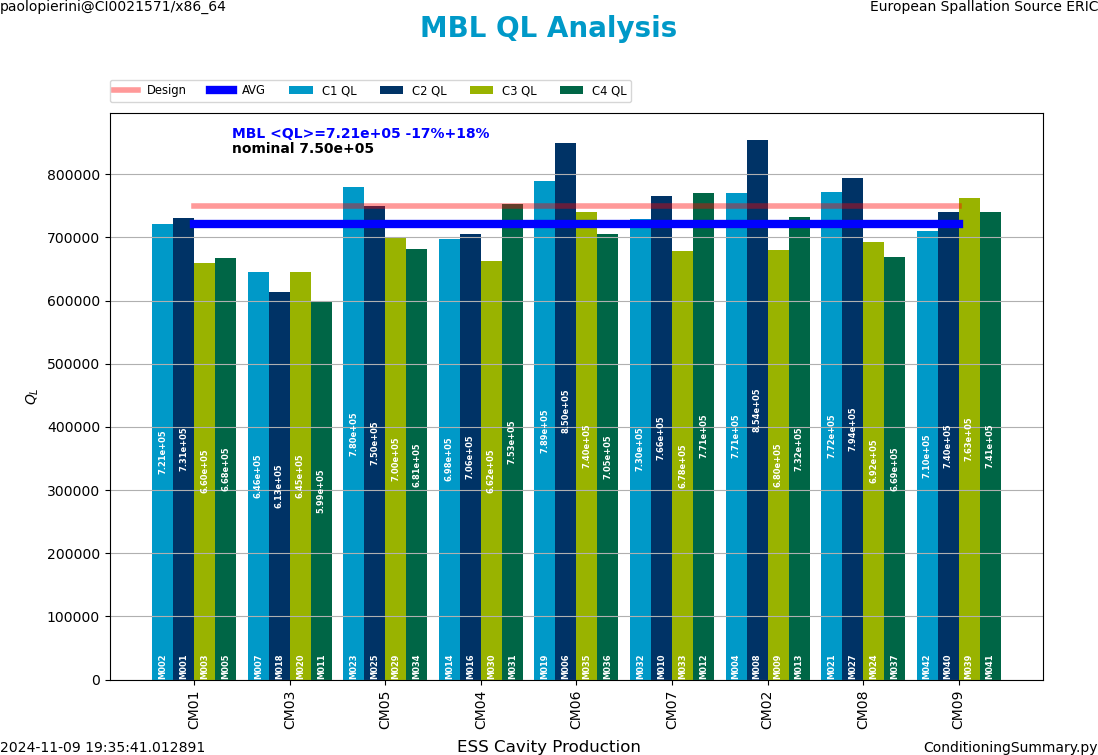 paolopierini@CI0021571/x86_64
European Spallation Source ERIC
MBL QL Analysis
Design AVG C1 QL C2 QL C3 QL C4 QL
MBL <QL>=7.21e+05 -17%+18%
nominal 7.50e+05
800000
700000
600000
500000
400000
300000
200000
100000
0
QL
7.21e+05 7.31e+05 6.60e+05 6.68e+05
6.46e+05 6.13e+05 6.45e+05 5.99e+05
7.80e+05 7.50e+05 7.00e+05 6.81e+05
6.98e+05 7.06e+05 6.62e+05 7.53e+05
7.89e+05 8.50e+05 7.40e+05 7.05e+05
7.30e+05 7.66e+05 6.78e+05 7.71e+05
7.71e+05 8.54e+05 6.80e+05 7.32e+05
7.72e+05 7.94e+05 6.92e+05 6.69e+05
7.10e+05 7.40e+05 7.63e+05 7.41e+05
M002 M001 M003 M005
M007 M018 M020 M011
M023 M025 M029 M034
M014 M016 M030 M031
M019 M006 M035 M036
M032 M010 M033 M012
M004 M008 M009 M013
M021 M027 M024 M037
M042 M040 M039 M041
CM01 CM03 CM05 CM04 CM06 CM07 CM02 CM08 CM09
2024-11-09 19:35:41.012891
ESS Cavity Production
ConditioningSummary.py